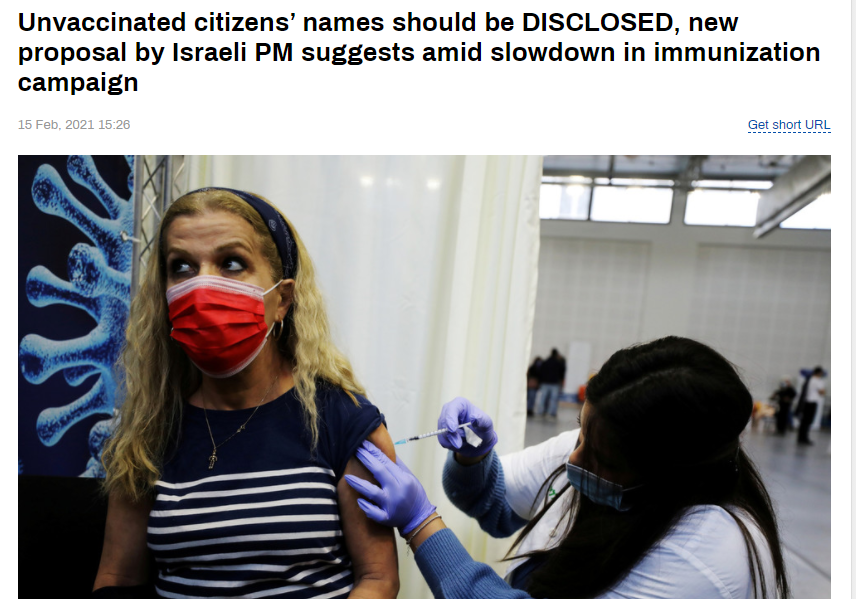 Unvaccinated citizens’ names should be DISCLOSED, new
proposal by Israeli PM suggests amid slowdown in immunization
campaign
15 Feb, 2021 15:26
Get short URL